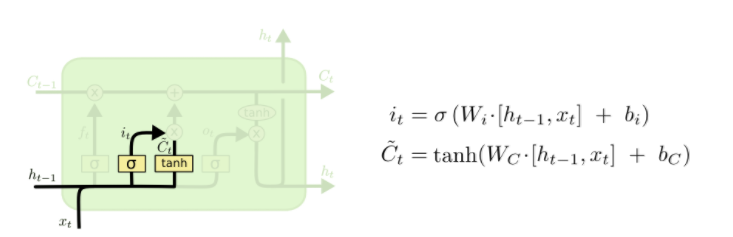 h_t
C_{t-1}
C_t
×
+
tanh
f_t
i_t
×
o_t
×
C̃_t
σ
σ
tanh
σ
h_{t-1}
h_t
x_t
i_t = σ (W_i·[h_{t-1}, x_t] + b_i)
C̃_t = tanh(W_C·[h_{t-1}, x_t] + b_C)